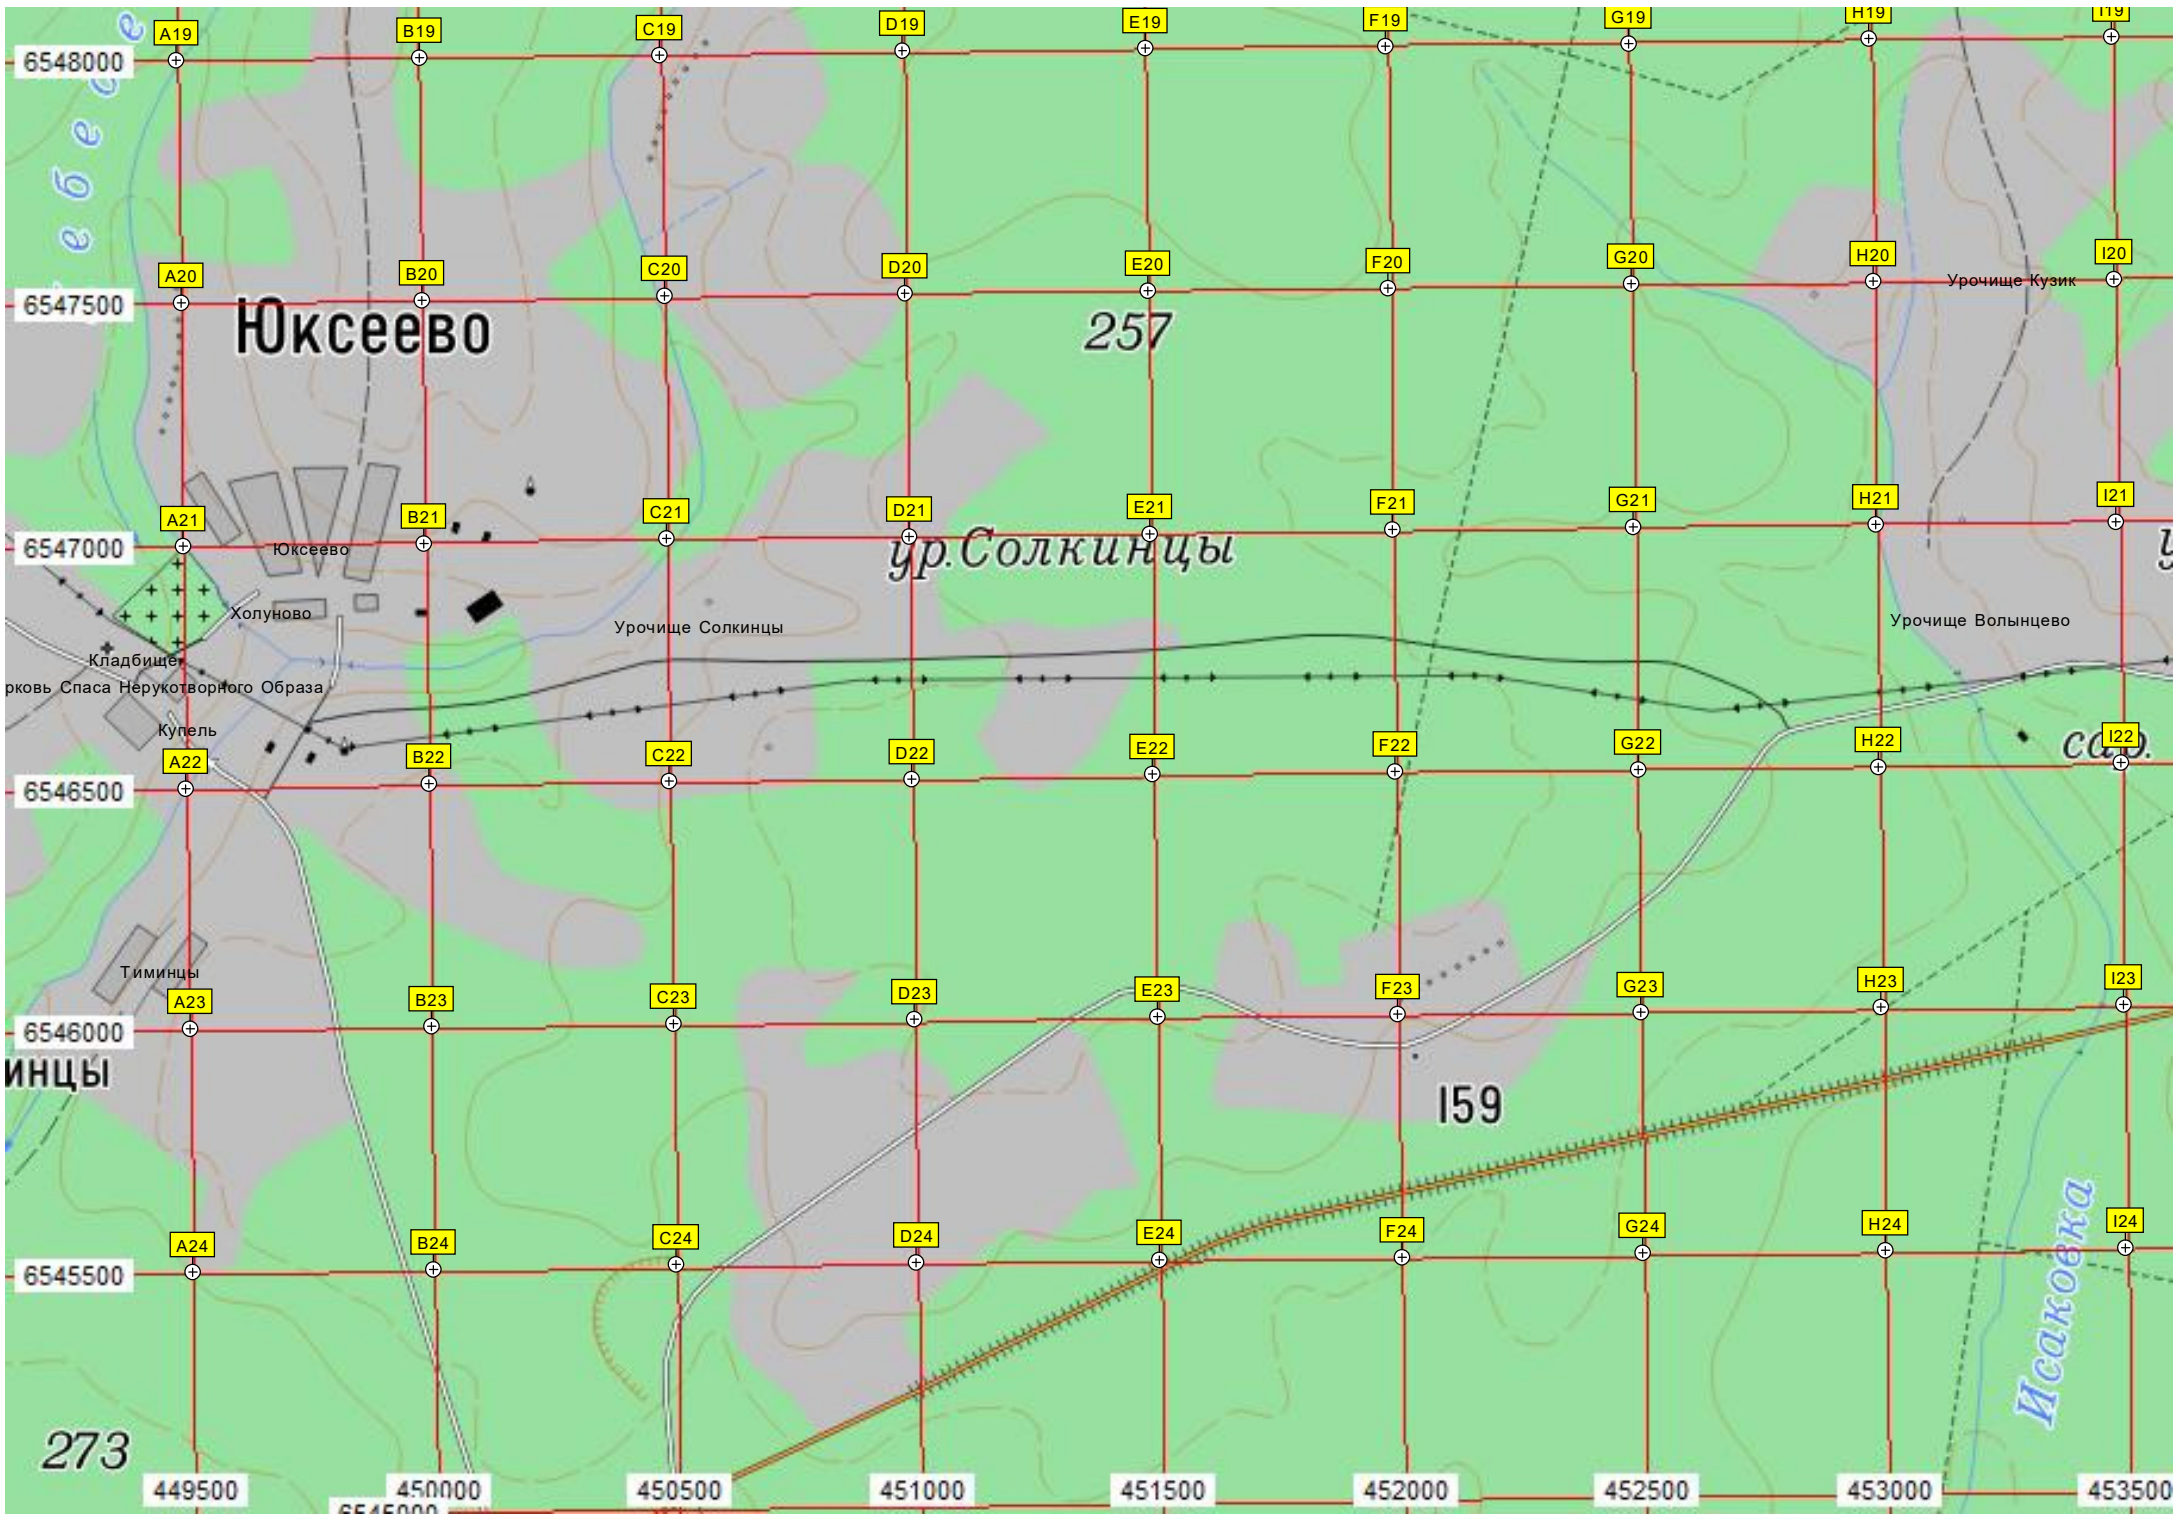 A19 B19 C19 D19 E19 F19 G19 H19 I19
6548000
A20 B20 C20 D20 E20 F20 G20 H20 I20
Урочище Кузик
6547500
Юксеево
257
A21 B21 C21 D21 E21 F21 G21 H21 I21
6547000
Юксеево
ур.Солкинцы
Холуново
Урочище Солкинцы
Урочище Волынцево
Кладбище
рковь Спаса Нерукотворного Образа
Купель
A22 B22 C22 D22 E22 F22 G22 H22 I22
сар.
6546500
Тиминцы
A23 B23 C23 D23 E23 F23 G23 H23 I23
6546000
инцы
159
A24 B24 C24 D24 E24 F24 G24 H24 I24
6545500
Исаковка
273
449500 450000 450500 451000 451500 452000 452500 453000 453500
6545000